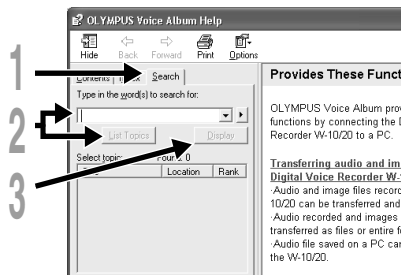 OLYMPUS Voice Album Help
Hide Back Forward Print Options
1
Contents Search
Type in the word(s) to search for:
2
List Topics Display
Select topic: Found: 0
Location Rank
3
Provides These Funct
OLYMPUS Voice Album prov
functions by connecting the D
Recorder W-10/20 to a PC.
Transferring audio and im
Digital Voice Recorder W-
·Audio and image files record
10/20 can be transferred and
·Audio recorded and images
transferred as files or entire f
·Audio file saved on a PC can
the W-10/20.